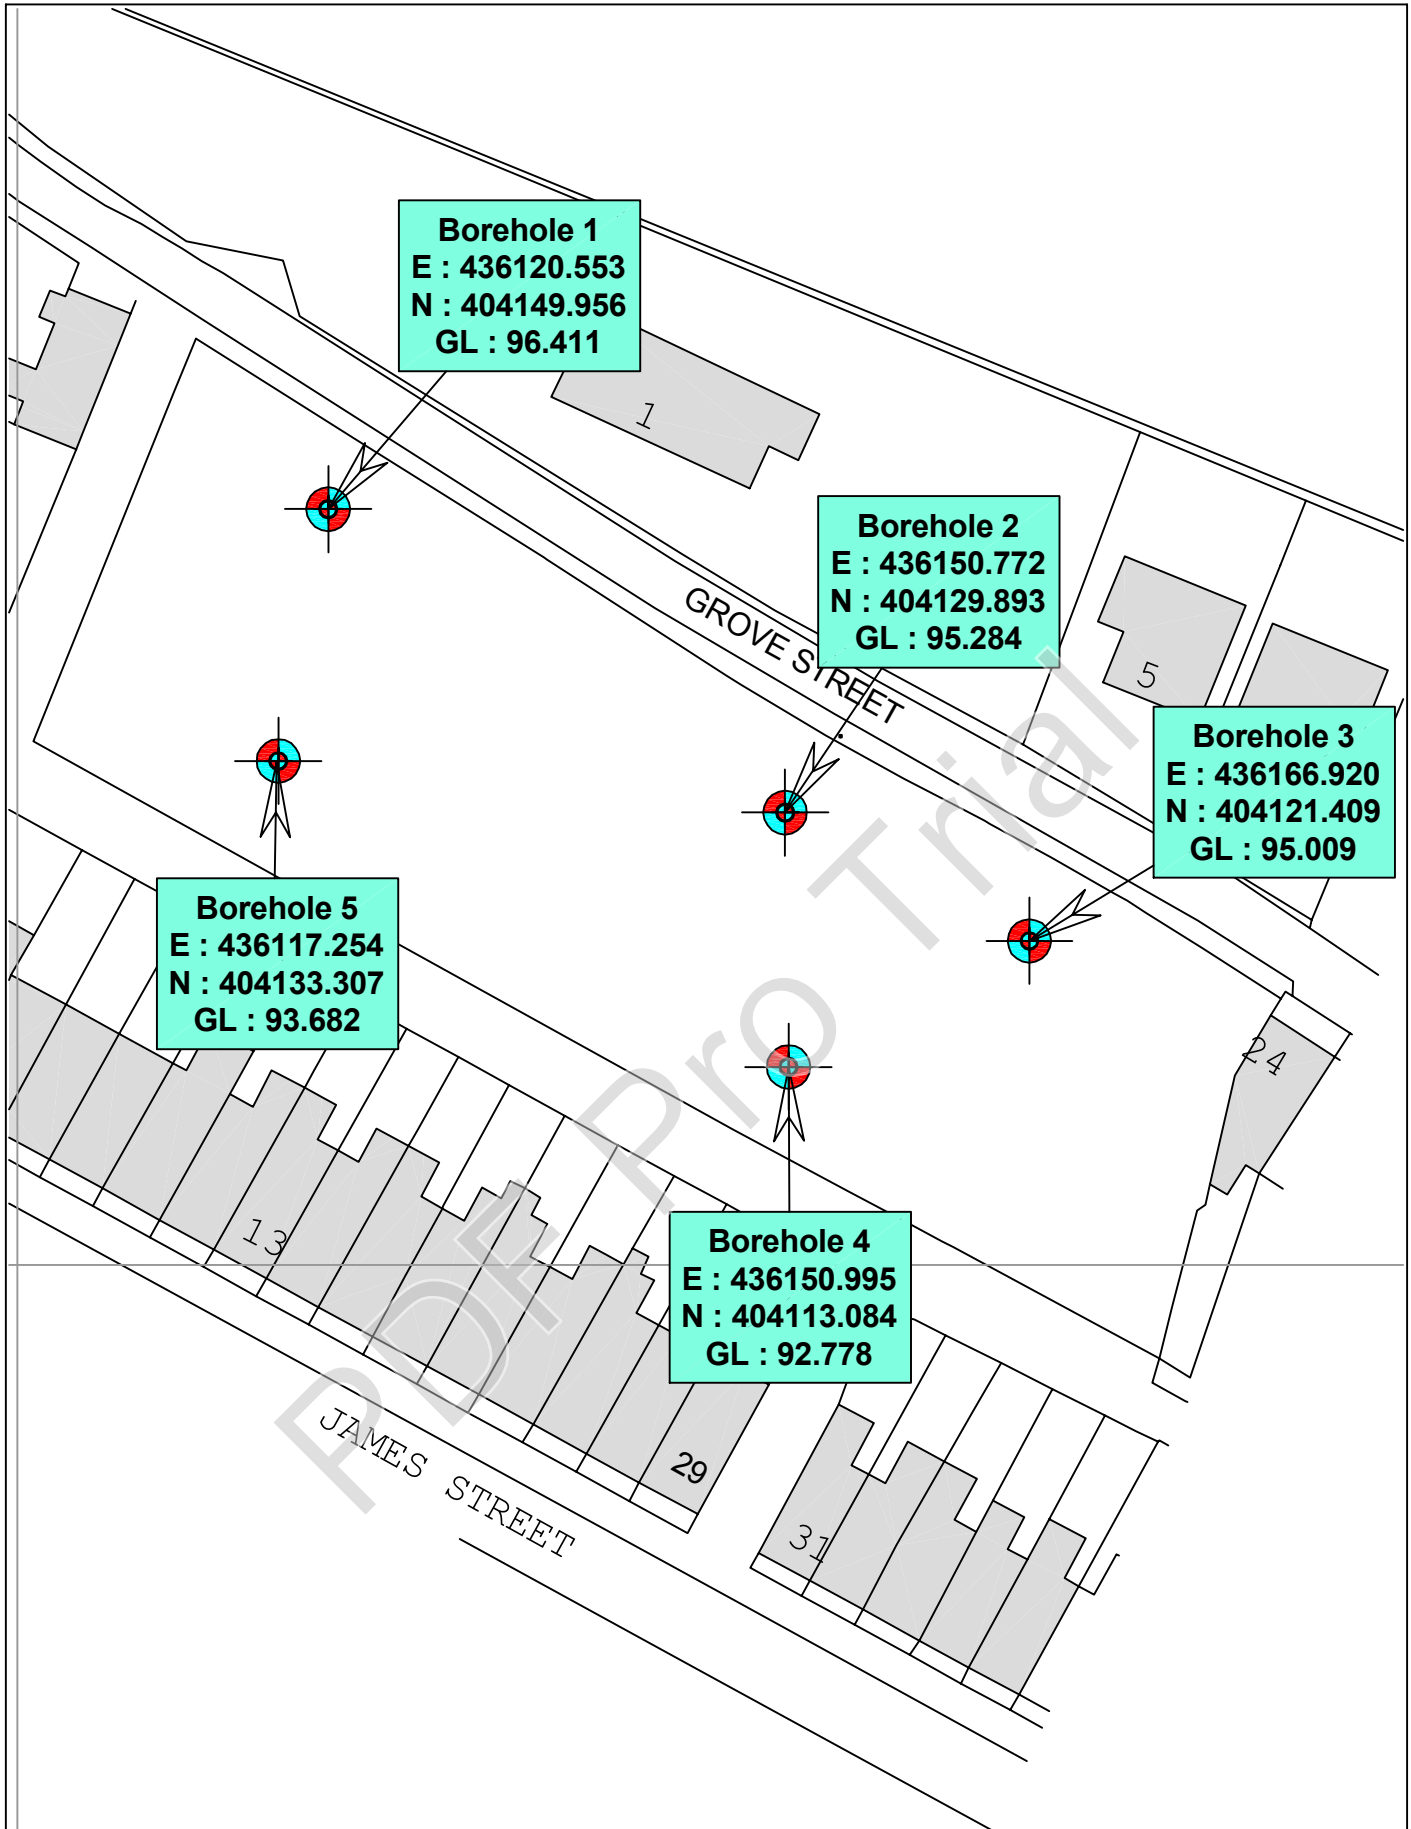 Borehole 1
E : 436120.553
N : 404149.956
GL : 96.411
1
Borehole 2
E : 436150.772
N : 404129.893
GL : 95.284
GROVE STREET
5
Borehole 3
E : 436166.920
N : 404121.409
GL : 95.009
Borehole 5
E : 436117.254
N : 404133.307
GL : 93.682
24
13
Borehole 4
E : 436150.995
N : 404113.084
GL : 92.778
29
JAMES STREET
31
PDF Pro Trial